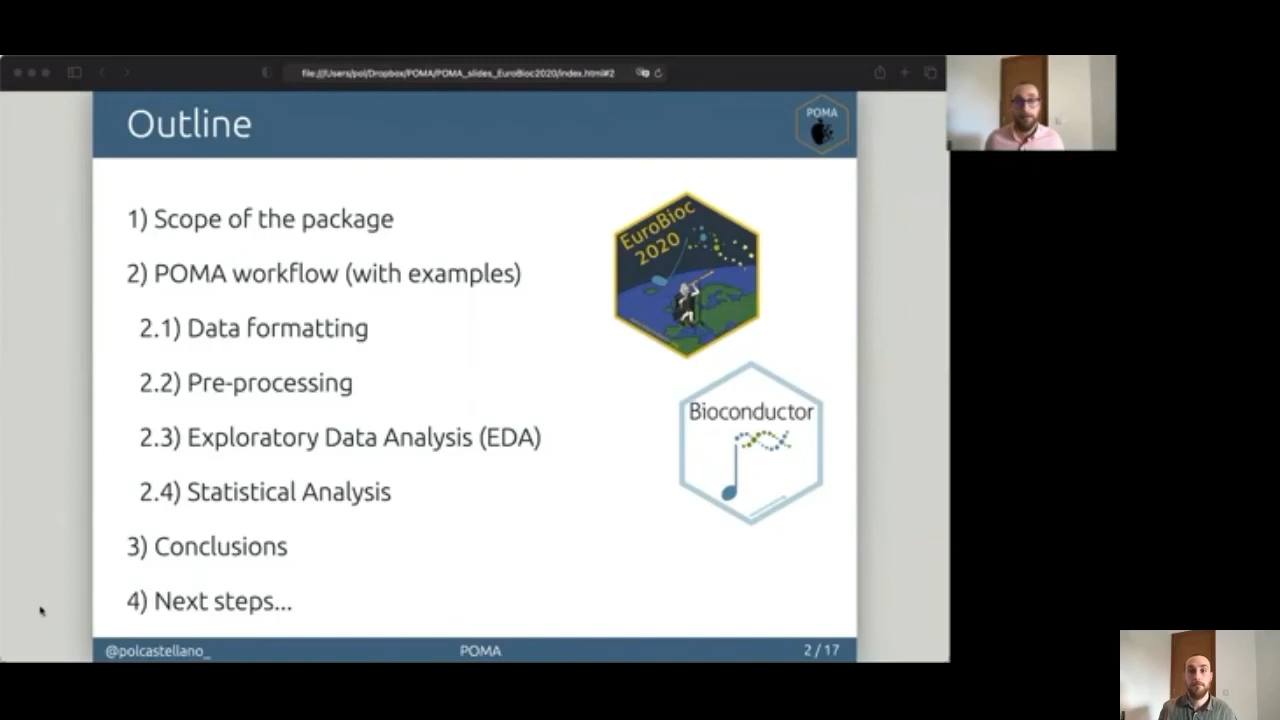 file:///Users/pol/Dropbox/POMA/POMA_slides_EuroBioc2020/index.html#2
Outline
POMA
1) Scope of the package
2) POMA workflow (with examples)
2.1) Data formatting
2.2) Pre-processing
2.3) Exploratory Data Analysis (EDA)
2.4) Statistical Analysis
3) Conclusions
4) Next steps...
EuroBioc
2020
Bioconductor
@polcastellano_
POMA
2 / 17